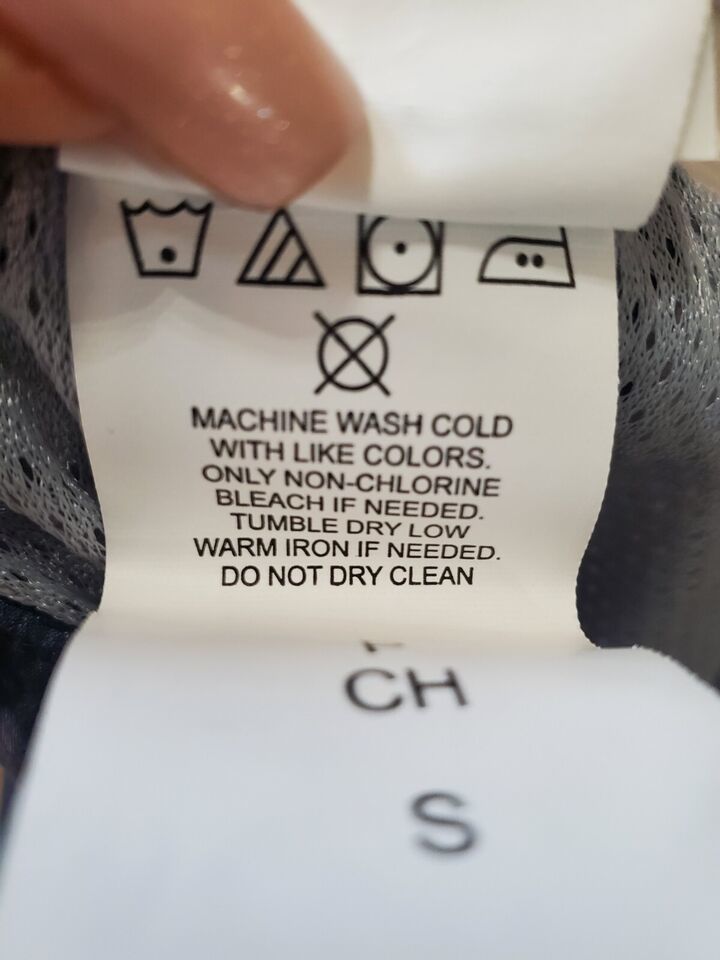 MACHINE WASH COLD
WITH LIKE COLORS.
ONLY NON-CHLORINE
BLEACH IF NEEDED.
TUMBLE DRY LOW
WARM IRON IF NEEDED.
DO NOT DRY CLEAN
CH
S